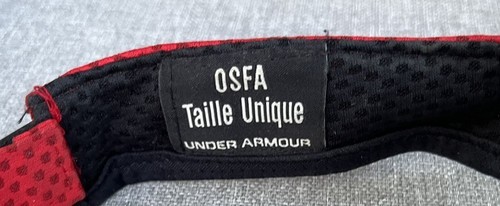 OSFA
Taille Unique
UNDER ARMOUR